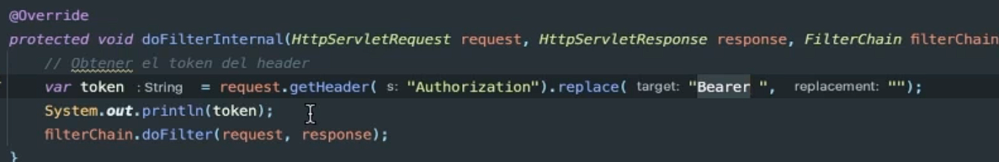 @Override
protected void doFilterInternal(HttpServletRequest request, HttpServletResponse response, FilterChain filterChain
// Obtener el token del header
var token : String = request.getHeader( s: "Authorization").replace( target: "Bearer ", replacement: "");
System.out.println(token);
filterChain.doFilter(request, response);
}